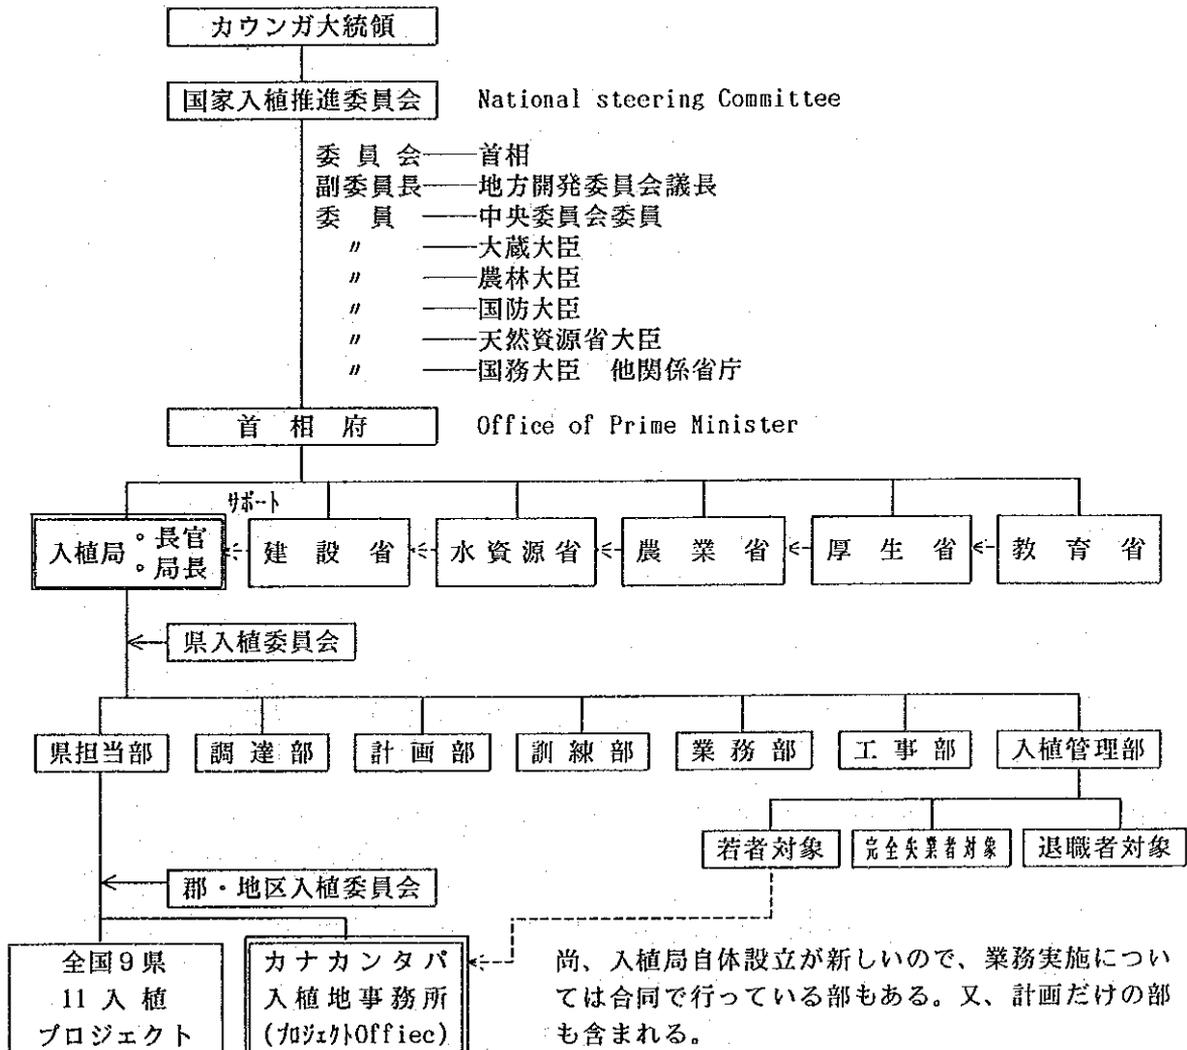 カウンガ大統領
国家入植推進委員会 National steering Committee
委 員 会――首相
副委員長――地方開発委員会議長
委 員 ――中央委員会委員
〃 ――大蔵大臣
〃 ――農林大臣
〃 ――国防大臣
〃 ――天然資源省大臣
〃 ――国務大臣 他関係省庁
首 相 府 Office of Prime Minister
サポート
入植局 ・長官 ・局長
建 設 省
水 資 源 省
農 業 省
厚 生 省
教 育 省
県入植委員会
県担当部
調 達 部
計 画 部
訓 練 部
業 務 部
工 事 部
入植管理部
若者対象
完全失業者対象
退職者対象
郡・地区入植委員会
全国9県
11 入 植
プロジェクト
カナカンタパ
入植地事務所
(プロジェクトOffiec)
尚、入植局自体設立が新しいので、業務実施につい
ては合同で行っている部もある。又、計画だけの部
も含まれる。